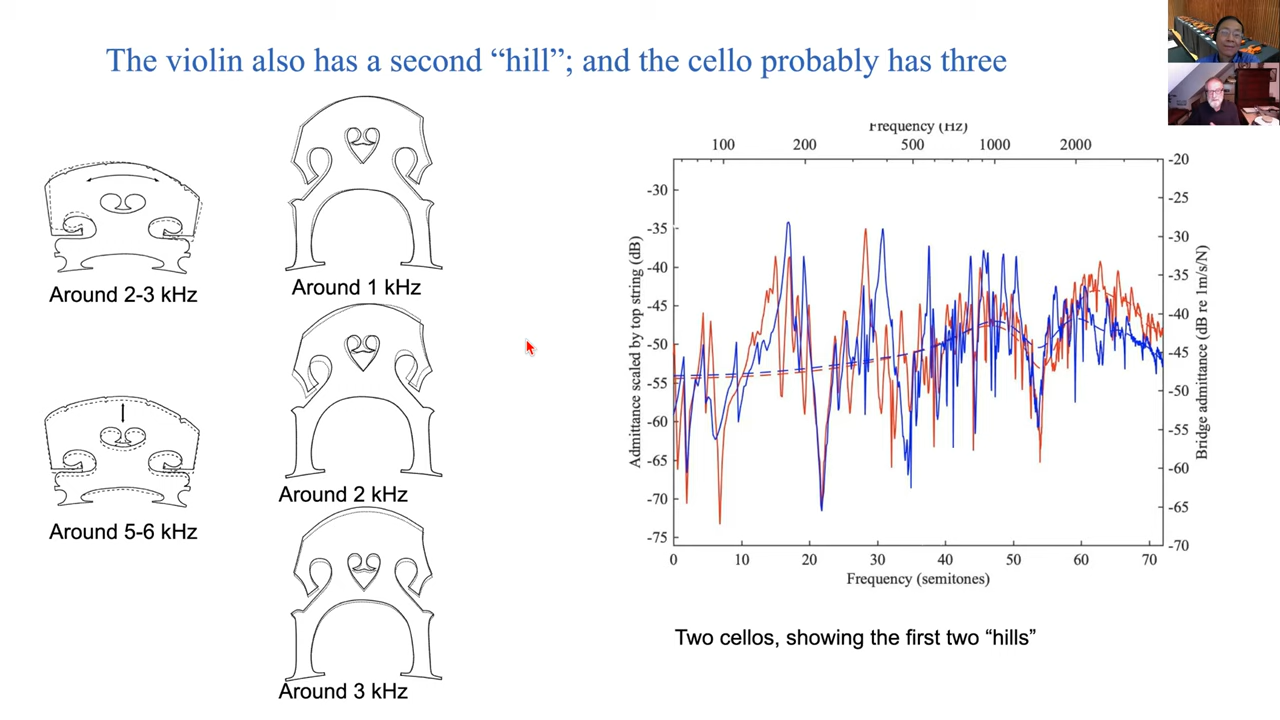 The violin also has a second “hill”; and the cello probably has three
Around 2-3 kHz
Around 5-6 kHz
Around 1 kHz
Around 2 kHz
Around 3 kHz
Frequency (Hz)
100 200 500 1000 2000
Admittance scaled by top string (dB)
-30
-35
-40
-45
-50
-55
-60
-65
-70
-75
-20
-25
-30
-35
-40
-45
-50
-55
-60
-65
-70
Bridge admittance (dB re 1m/s/N)
0 10 20 30 40 50 60 70
Frequency (semitones)
Two cellos, showing the first two “hills”